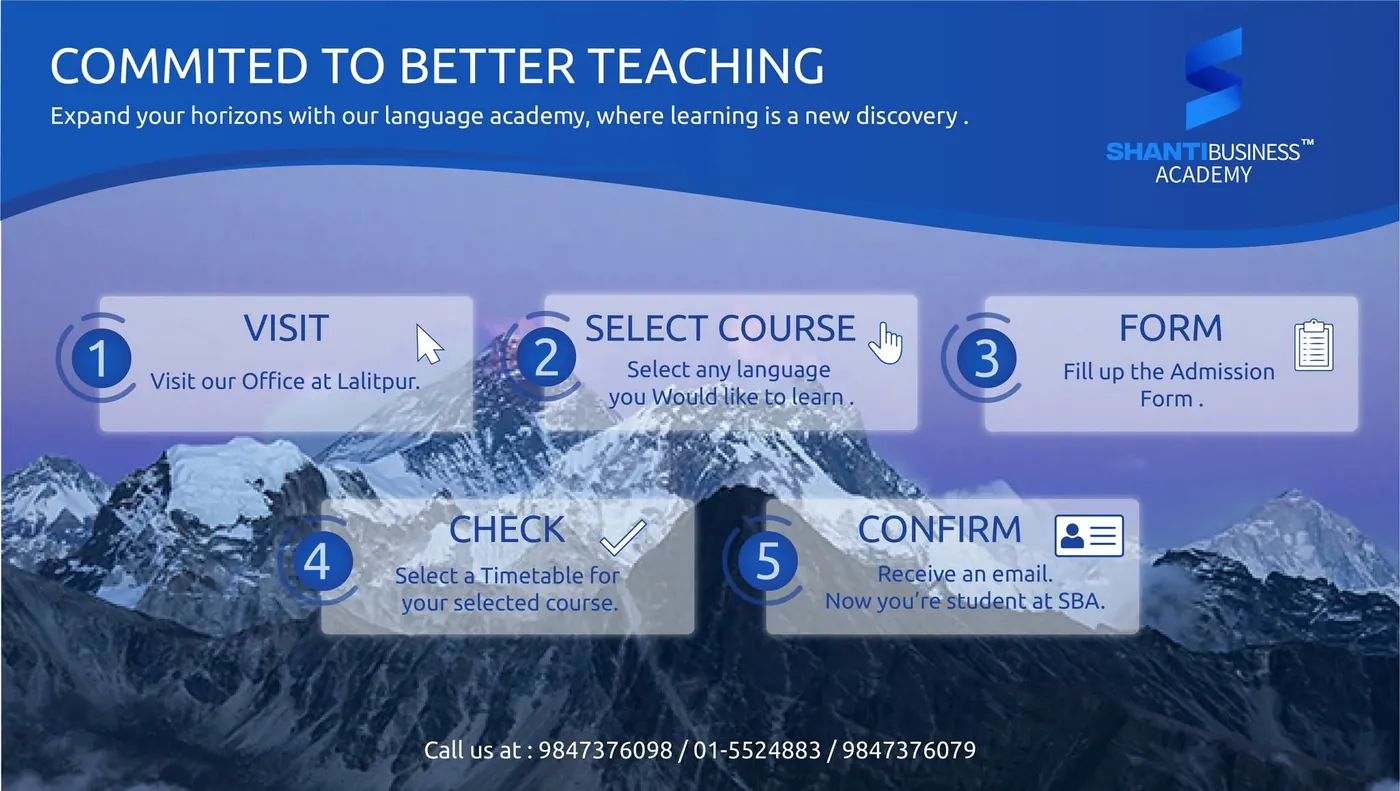 COMMITED TO BETTER TEACHING
Expand your horizons with our language academy, where learning is a new discovery .
SHANTIBUSINESS™
ACADEMY
1
VISIT
Visit our Office at Lalitpur.
2
SELECT COURSE
Select any language
you Would like to learn .
3
FORM
Fill up the Admission
Form .
4
CHECK
Select a Timetable for
your selected course.
5
CONFIRM
Receive an email.
Now you’re student at SBA.
Call us at : 9847376098 / 01-5524883 / 9847376079